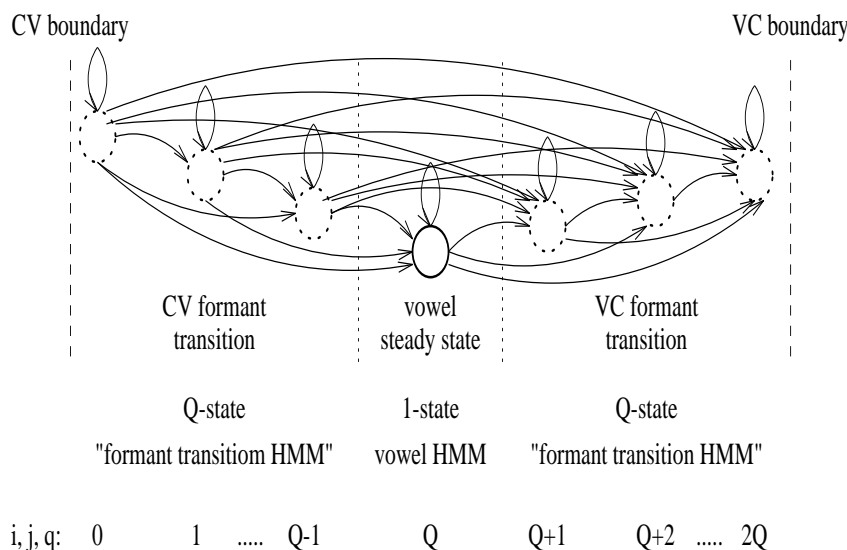 CV boundary VC boundary
CV formant vowel VC formant
transition steady state transition
Q-state 1-state Q-state
"formant transitiom HMM" vowel HMM "formant transition HMM"
i, j, q: 0 1 ..... Q-1 Q Q+1 Q+2 ..... 2Q